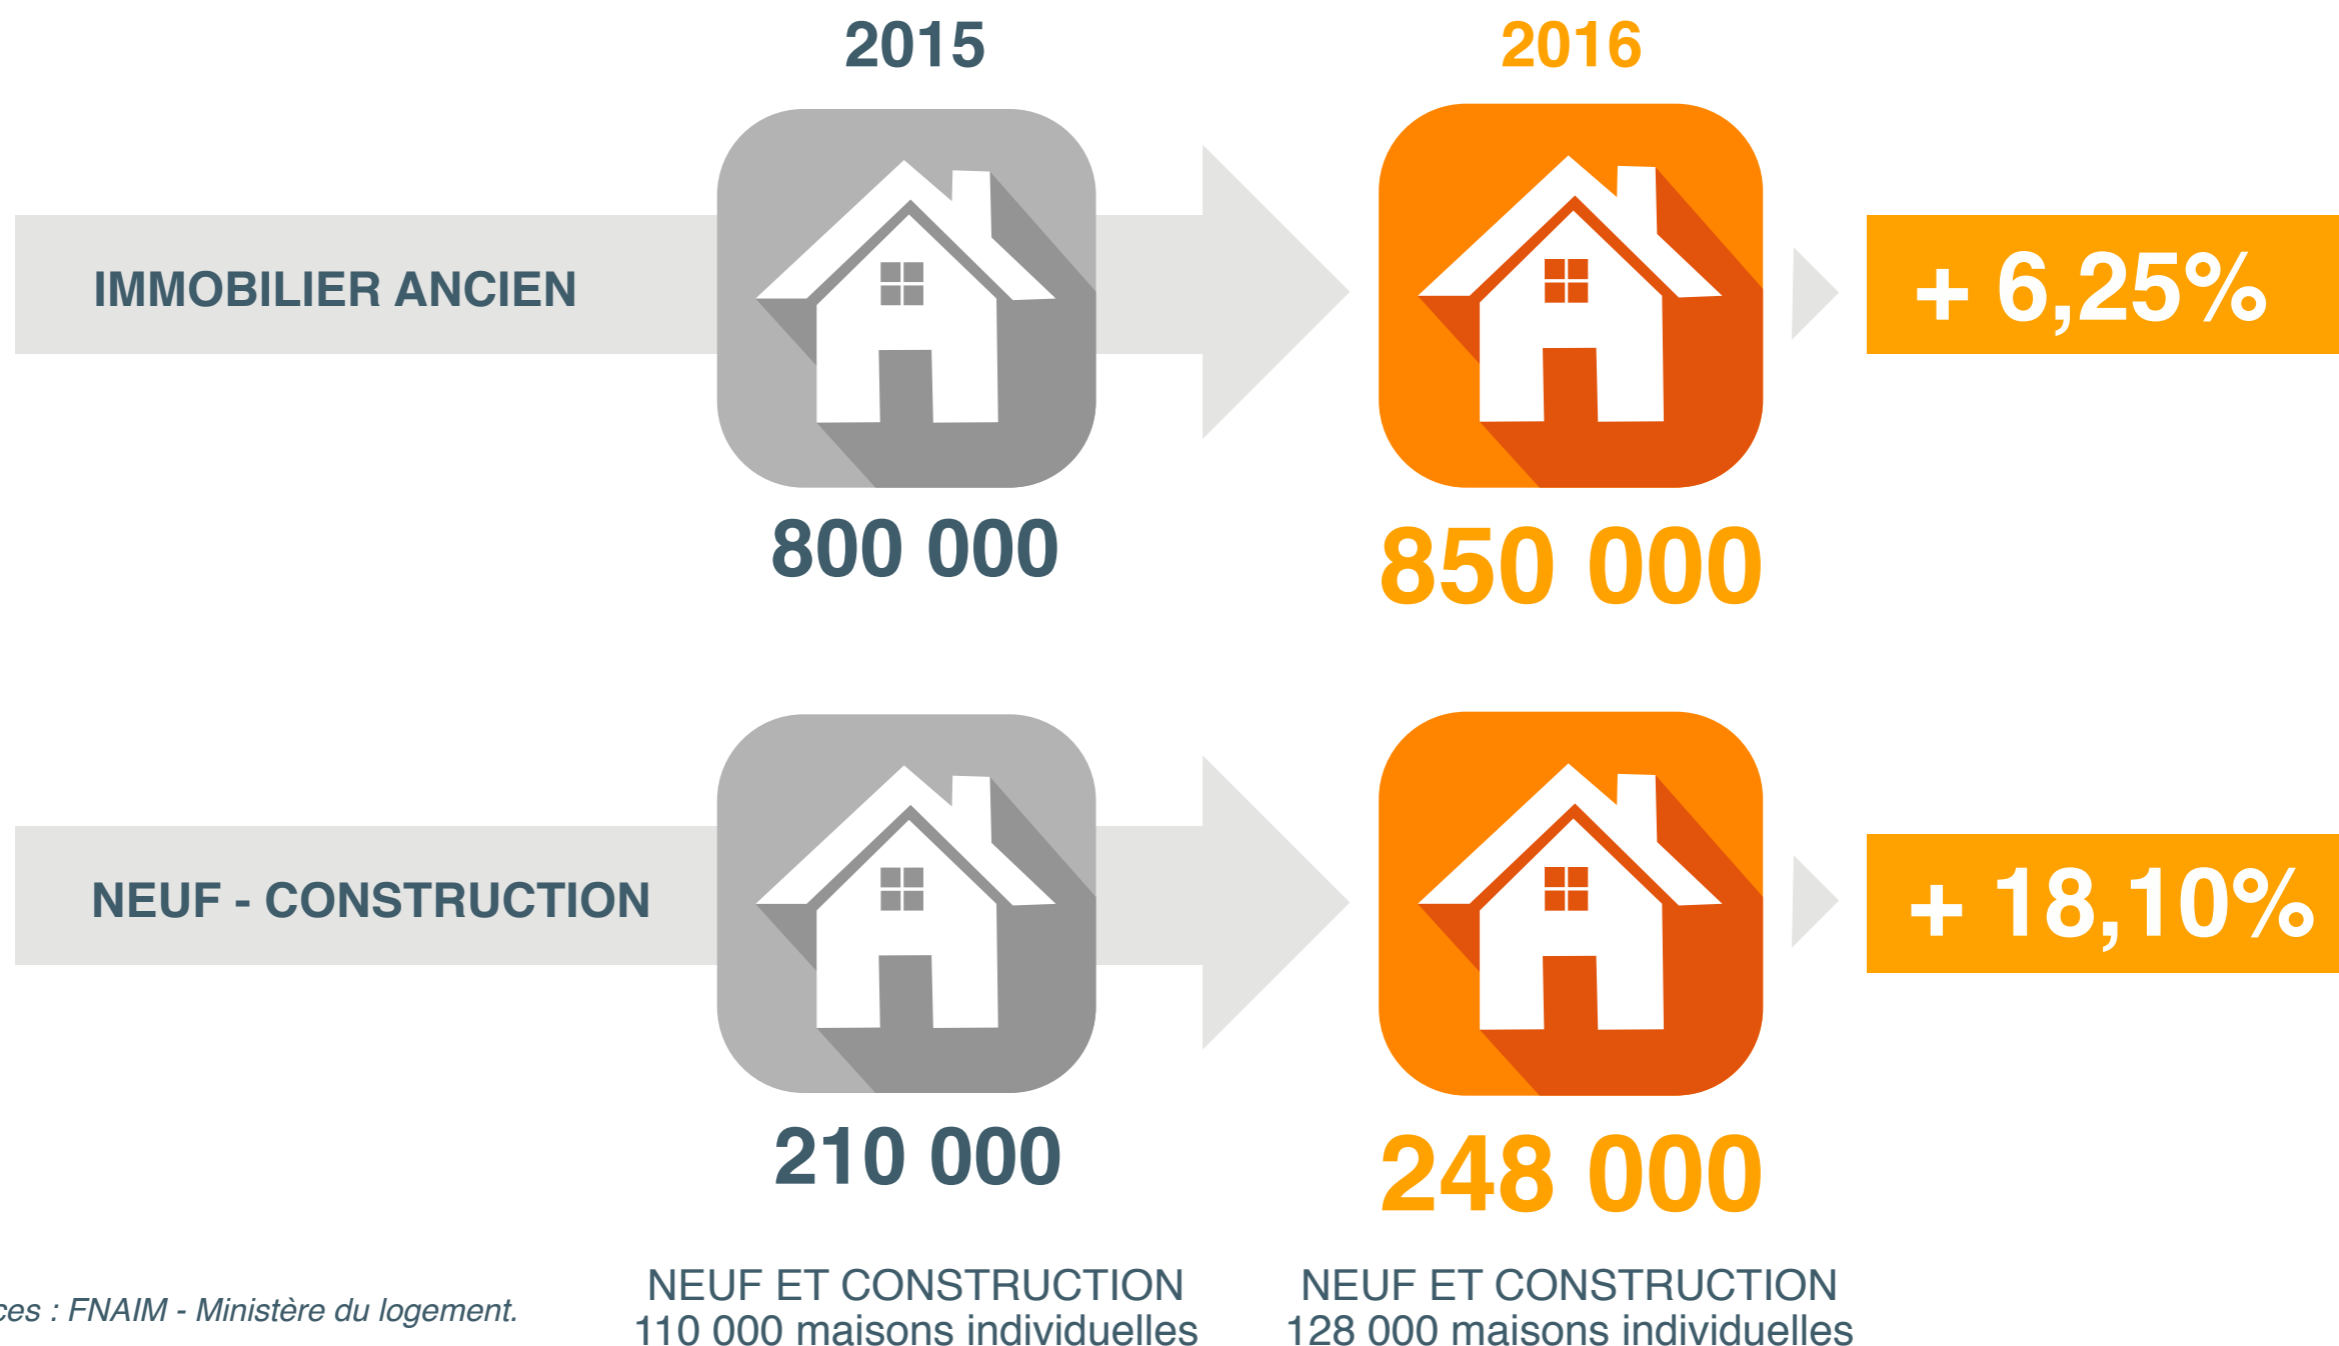 2015
2016
IMMOBILIER ANCIEN
+ 6,25%
800 000
850 000
NEUF - CONSTRUCTION
+ 18,10%
210 000
248 000
NEUF ET CONSTRUCTION
110 000 maisons individuelles
NEUF ET CONSTRUCTION
128 000 maisons individuelles
: FNAIM - Ministère du logement.